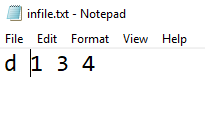 infile.txt - Notepad
File Edit Format View Help
d 1 3 4